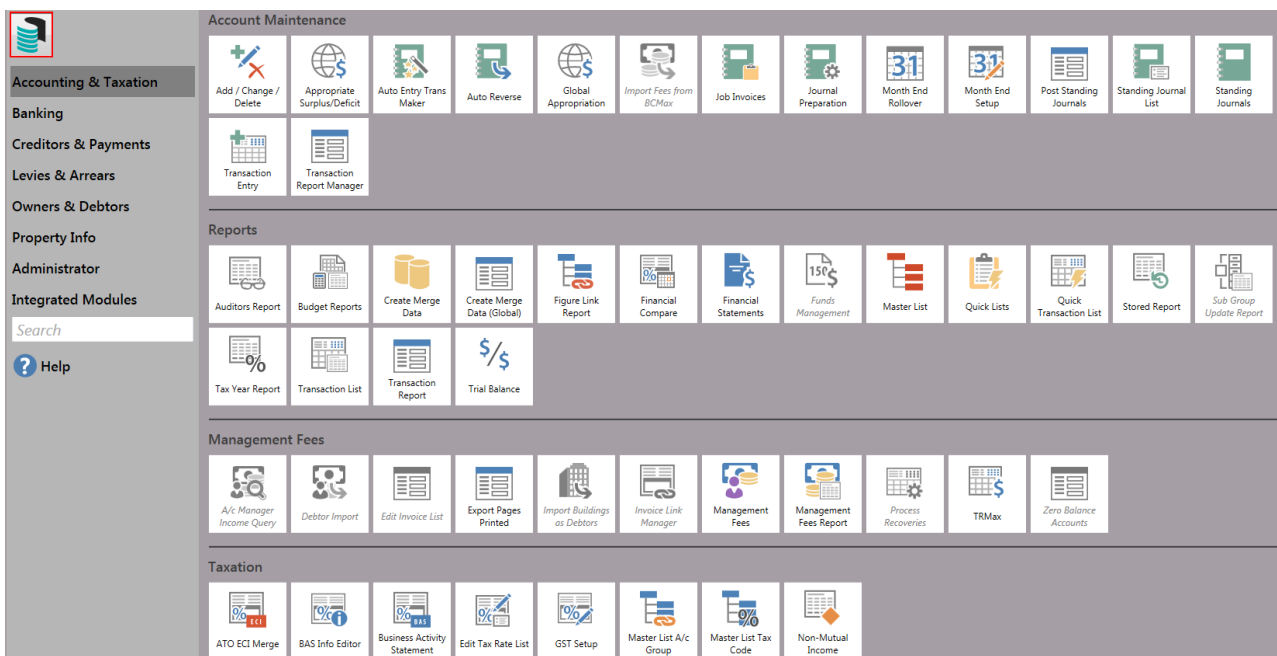 Account Maintenance
Accounting & Taxation
Banking
Creditors & Payments
Levies & Arrears
Owners & Debtors
Property Info
Administrator
Integrated Modules
Search
? Help
Add / Change /
Delete
Appropriate
Surplus/Deficit
Auto Entry Trans
Maker
Auto Reverse
Global
Appropriation
Import Fees from
BCMax
Job Invoices
Journal
Preparation
31
Month End
Rollover
31
Month End
Setup
Post Standing
Journals
Standing Journal
List
Standing
Journals
Transaction
Entry
Transaction
Report Manager
Reports
Auditors Report
Budget Reports
Create Merge
Data
Create Merge
Data (Global)
Figure Link
Report
%
Financial
Compare
$
Financial
Statements
Funds
Management
Master List
Quick Lists
Quick
Transaction List
Stored Report
Sub Group
Update Report
%
Tax Year Report
Transaction List
Transaction
Report
$/$
Trial Balance
Management Fees
A/c Manager
Income Query
Debtor Import
Edit Invoice List
Export Pages
Printed
Import Buildings
as Debtors
Invoice Link
Manager
Management
Fees
Management
Fees Report
Process
Recoveries
$
TRMax
Zero Balance
Accounts
Taxation
% ECI
ATO ECI Merge
% i
BAS Info Editor
% BAS
Business Activity
Statement
%
Edit Tax Rate List
%
GST Setup
Master List A/c
Group
%
Master List Tax
Code
Non-Mutual
Income